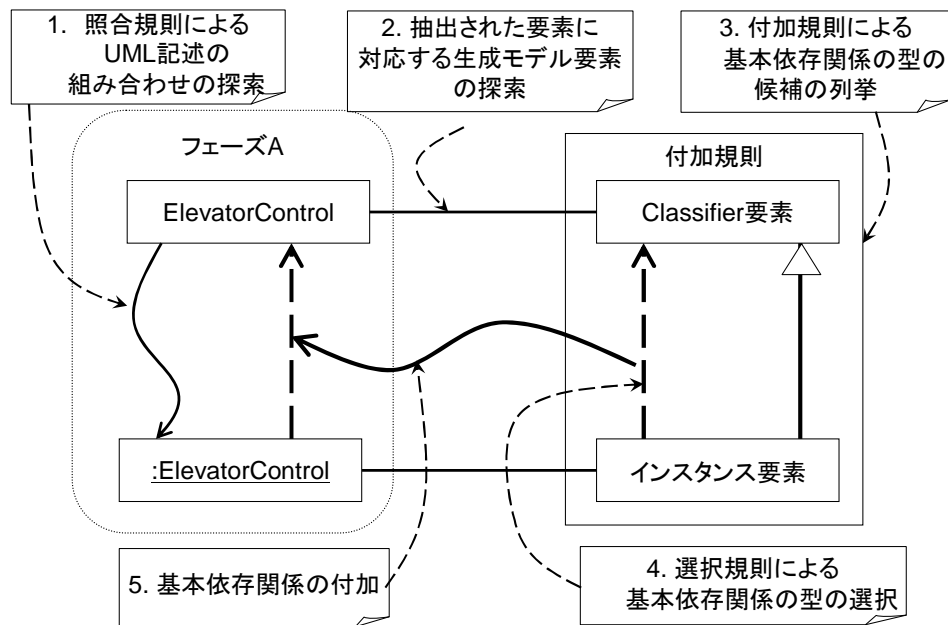 1. 照合規則による
UML記述の
組み合わせの探索
2. 抽出された要素に
対応する生成モデル要素
の探索
3. 付加規則による
基本依存関係の型の
候補の列挙
フェーズA
付加規則
ElevatorControl
Classifier要素
:ElevatorControl
インスタンス要素
5. 基本依存関係の付加
4. 選択規則による
基本依存関係の型の選択